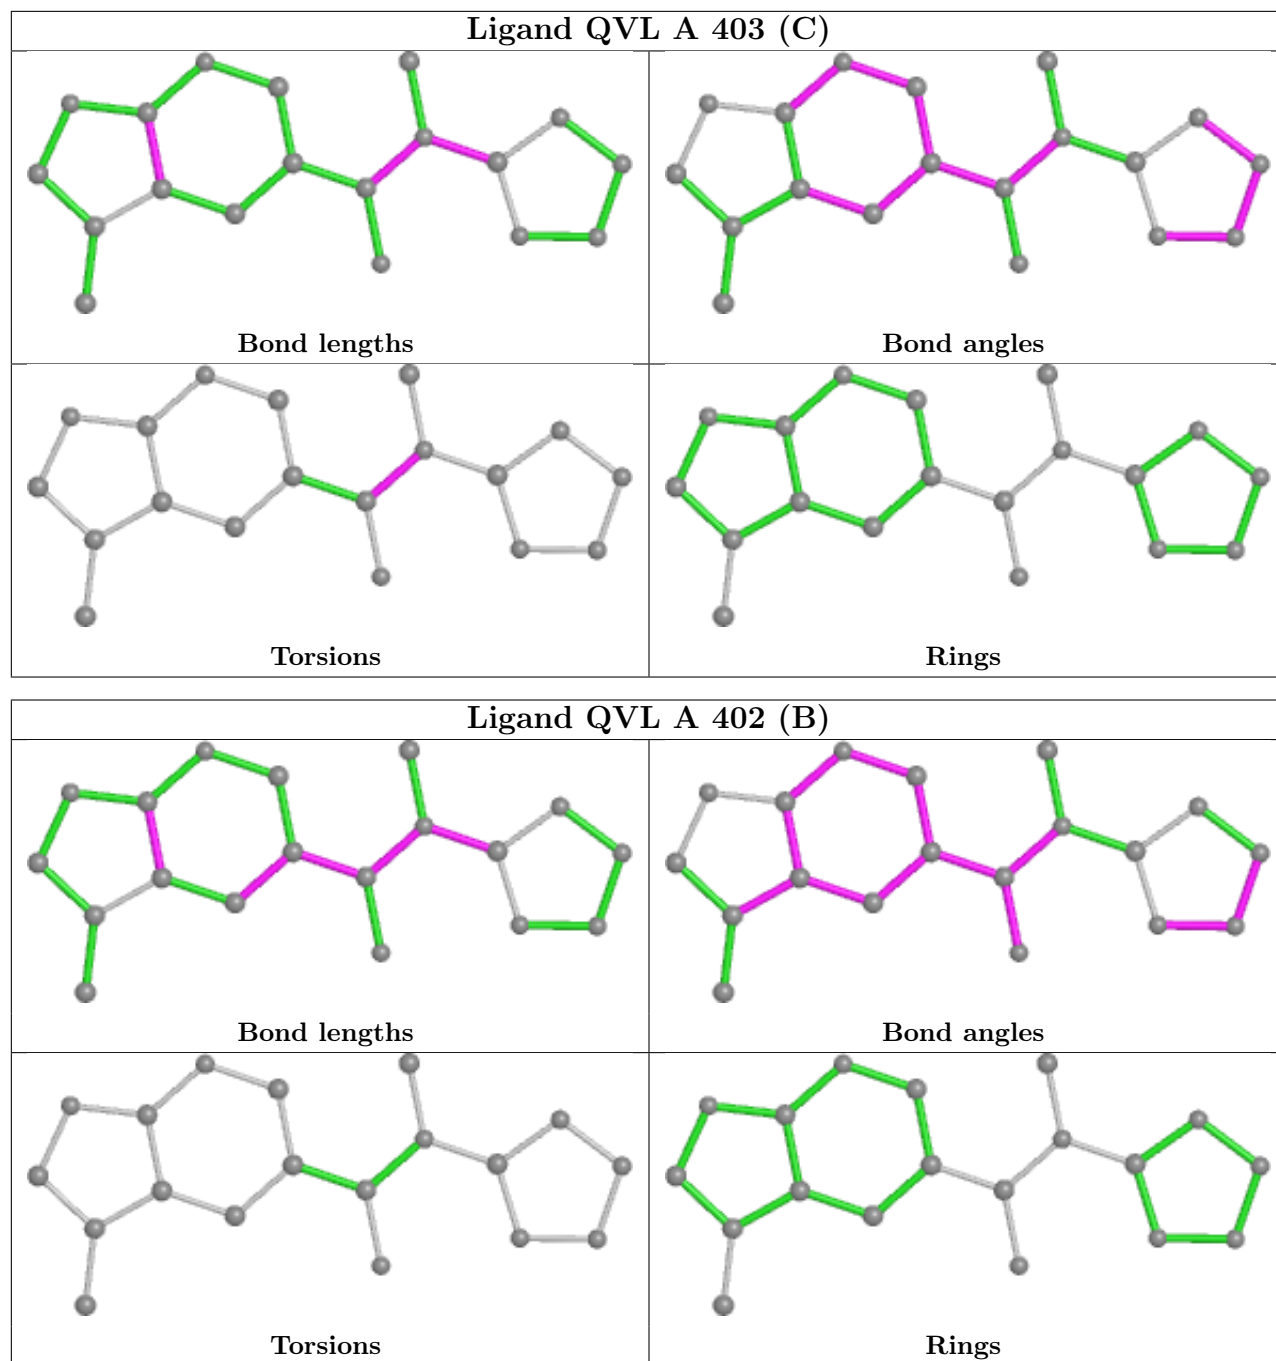 Ligand QVL A 403 (C)
Bond lengths
Bond angles
Torsions
Rings
Ligand QVL A 402 (B)
Bond lengths
Bond angles
Torsions
Rings